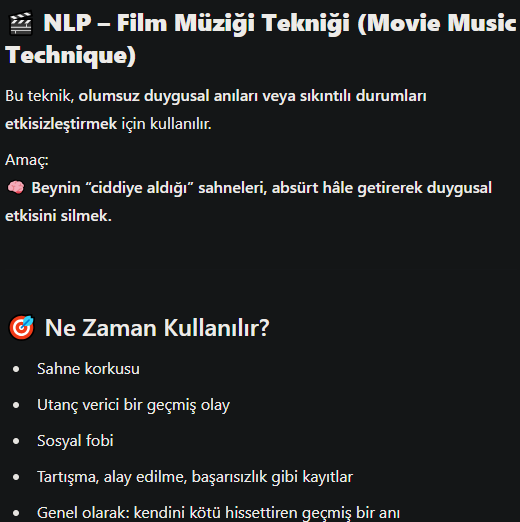 🎬 NLP – Film Müziği Tekniği (Movie Music
Technique)
Bu teknik, olumsuz duygusal anıları veya sıkıntılı durumları
etkisizleştirmek için kullanılır.
Amaç:
🧠 Beynin “ciddiye aldığı” sahneleri, absürt hâle getirerek duygusal
etkisini silmek.
🎯 Ne Zaman Kullanılır?
• Sahne korkusu
• Utanç verici bir geçmiş olay
• Sosyal fobi
• Tartışma, alay edilme, başarısızlık gibi kayıtlar
• Genel olarak: kendini kötü hissettiren geçmiş bir anı